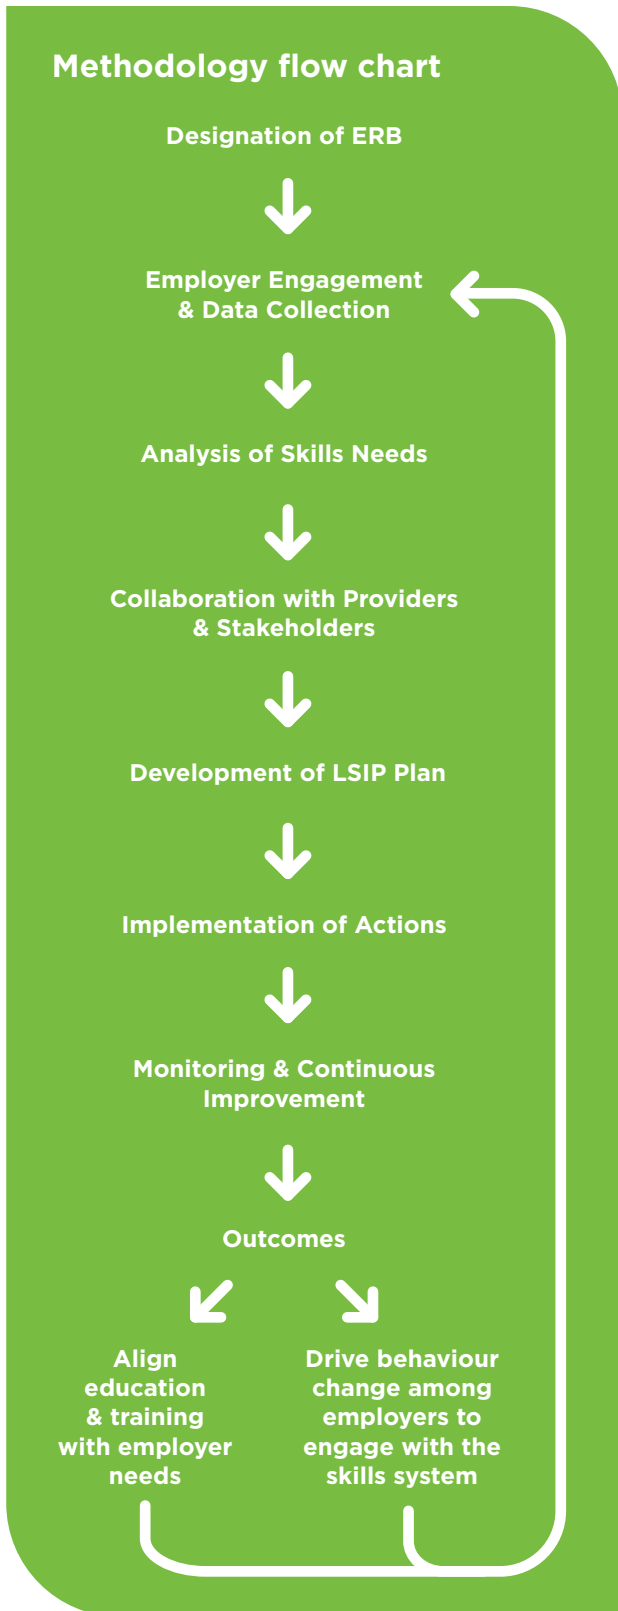 Methodology flow chart
Designation of ERB
Employer Engagement
& Data Collection
Analysis of Skills Needs
Collaboration with Providers
& Stakeholders
Development of LSIP Plan
Implementation of Actions
Monitoring & Continuous
Improvement
Outcomes
Align
education
& training
with employer
needs
Drive behaviour
change among
employers to
engage with the
skills system